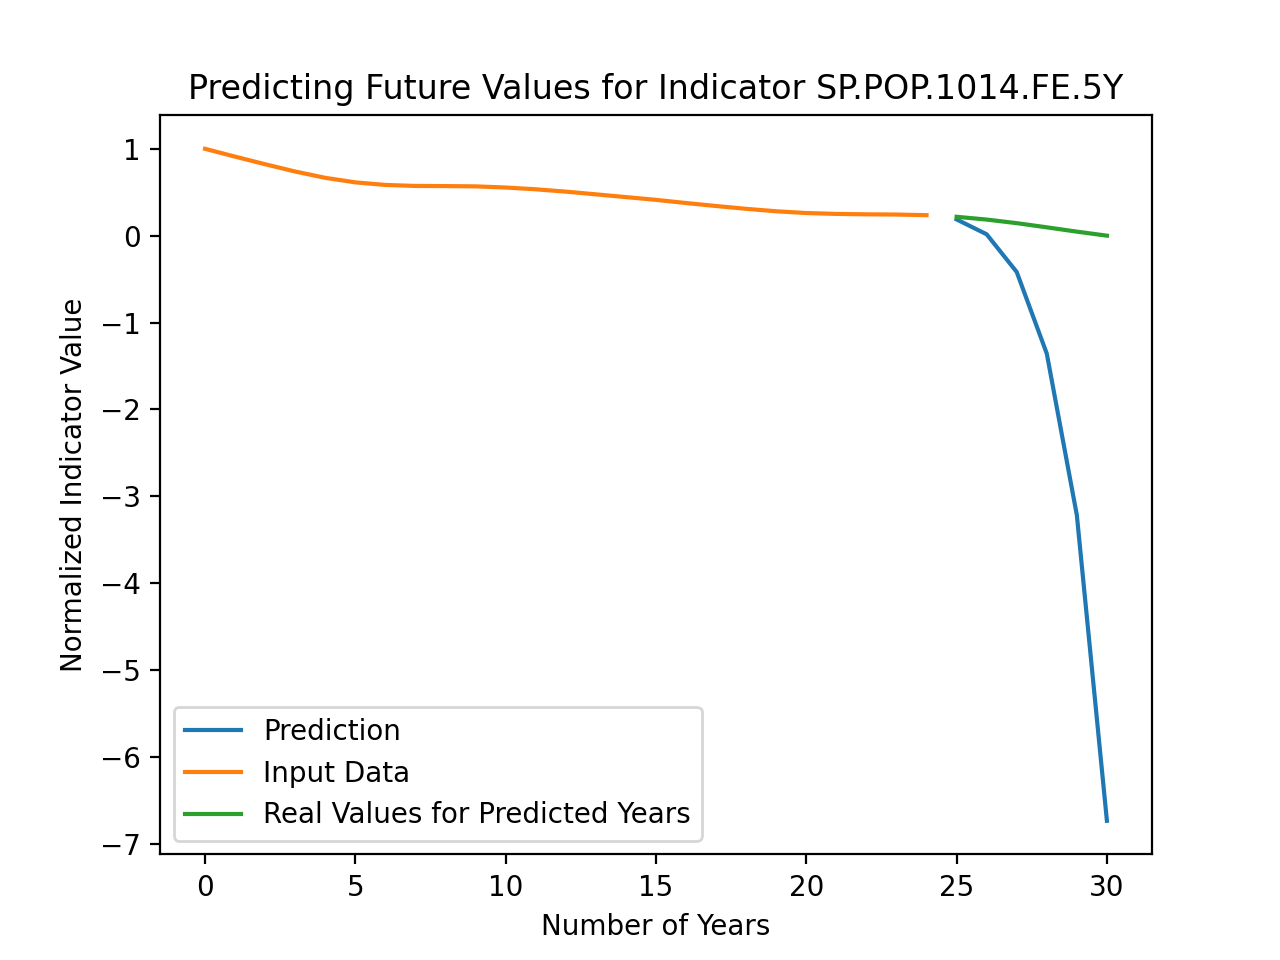 Predicting Future Values for Indicator SP.POP.1014.FE.5Y
1
0
−1
−2
−3
−4
−5
−6
−7
Normalized Indicator Value
Prediction
Input Data
Real Values for Predicted Years
0 5 10 15 20 25 30
Number of Years